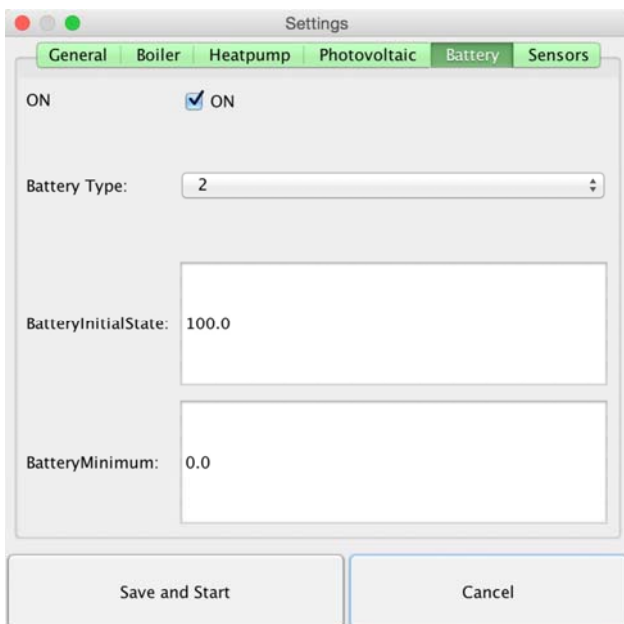 Settings
General Boiler Heatpump Photovoltaic Battery Sensors
ON ON
Battery Type: 2
BatteryInitialState: 100.0
BatteryMinimum: 0.0
Save and Start Cancel